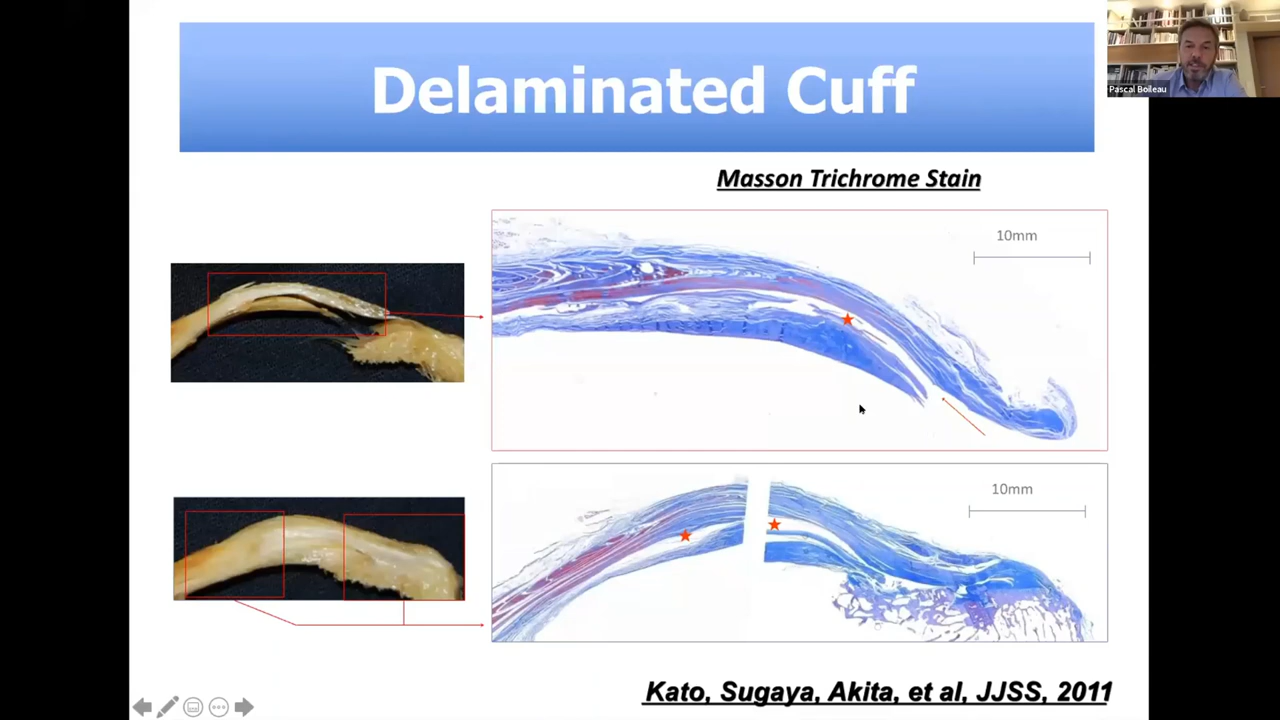 Delaminated Cuff
Pascal Boileau
Masson Trichrome Stain
10mm
10mm
Kato, Sugaya, Akita, et al, JJSS, 2011